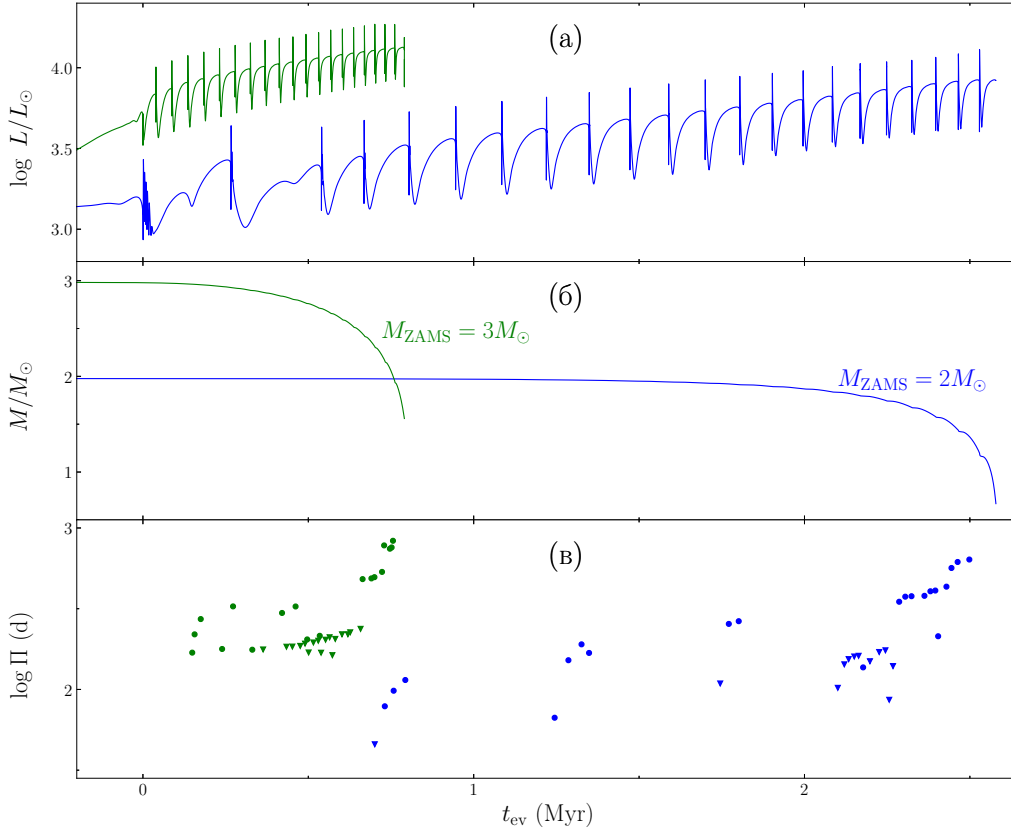 (а)
4.0
3.5
3.0
log L/L⊙
(б)
3
2
1
M/M⊙
M_ZAMS = 3M⊙
M_ZAMS = 2M⊙
(в)
3
2
log Π (d)
0
1
2
t_ev (Myr)